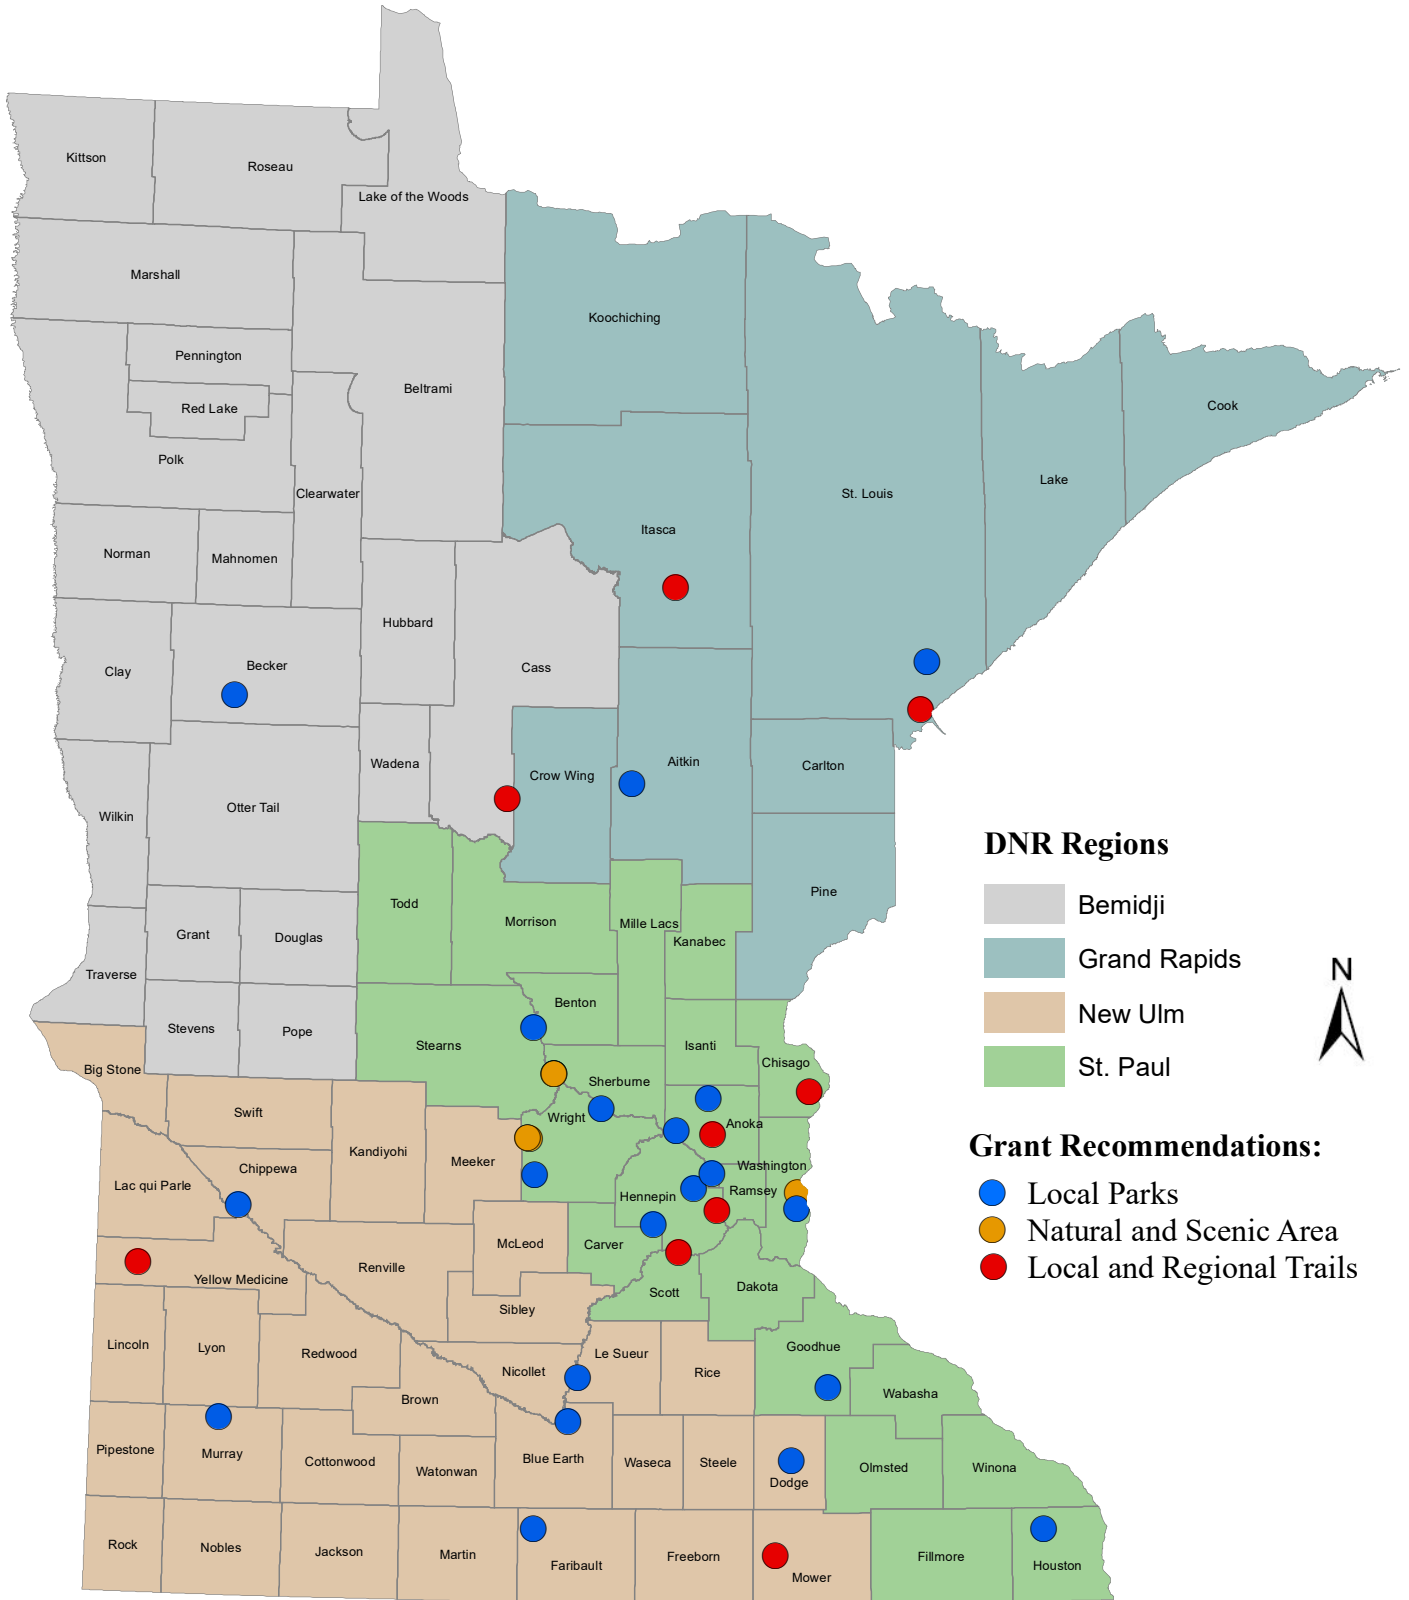 Kittson
Roseau
Lake of the Woods
Marshall
Koochiching
Pennington
Beltrami
Red Lake
Cook
Polk
Lake
Clearwater
St. Louis
Itasca
Norman
Mahnomen
Hubbard
Becker
Cass
Clay
Aitkin
Wadena
Carlton
Crow Wing
Otter Tail
Wilkin
DNR Regions
Pine
Todd
Bemidji
Morrison
Mille Lacs
Grant
Douglas
Kanabec
Grand Rapids
N
Traverse
Benton
New Ulm
Stevens
Pope
Stearns
Isanti
Chisago
St. Paul
Big Stone
Sherburne
Swift
Wright
Anoka
Grant Recommendations:
Kandiyohi
Meeker
Chippewa
Washington
Lac qui Parle
Ramsey
Local Parks
Hennepin
Natural and Scenic Area
McLeod
Carver
Renville
Local and Regional Trails
Yellow Medicine
Dakota
Scott
Sibley
Lincoln
Lyon
Goodhue
Redwood
Le Sueur
Nicollet
Rice
Wabasha
Brown
Pipestone
Murray
Blue Earth
Cottonwood
Waseca
Steele
Olmsted
Winona
Watonwan
Dodge
Rock
Nobles
Jackson
Martin
Freeborn
Fillmore
Faribault
Houston
Mower